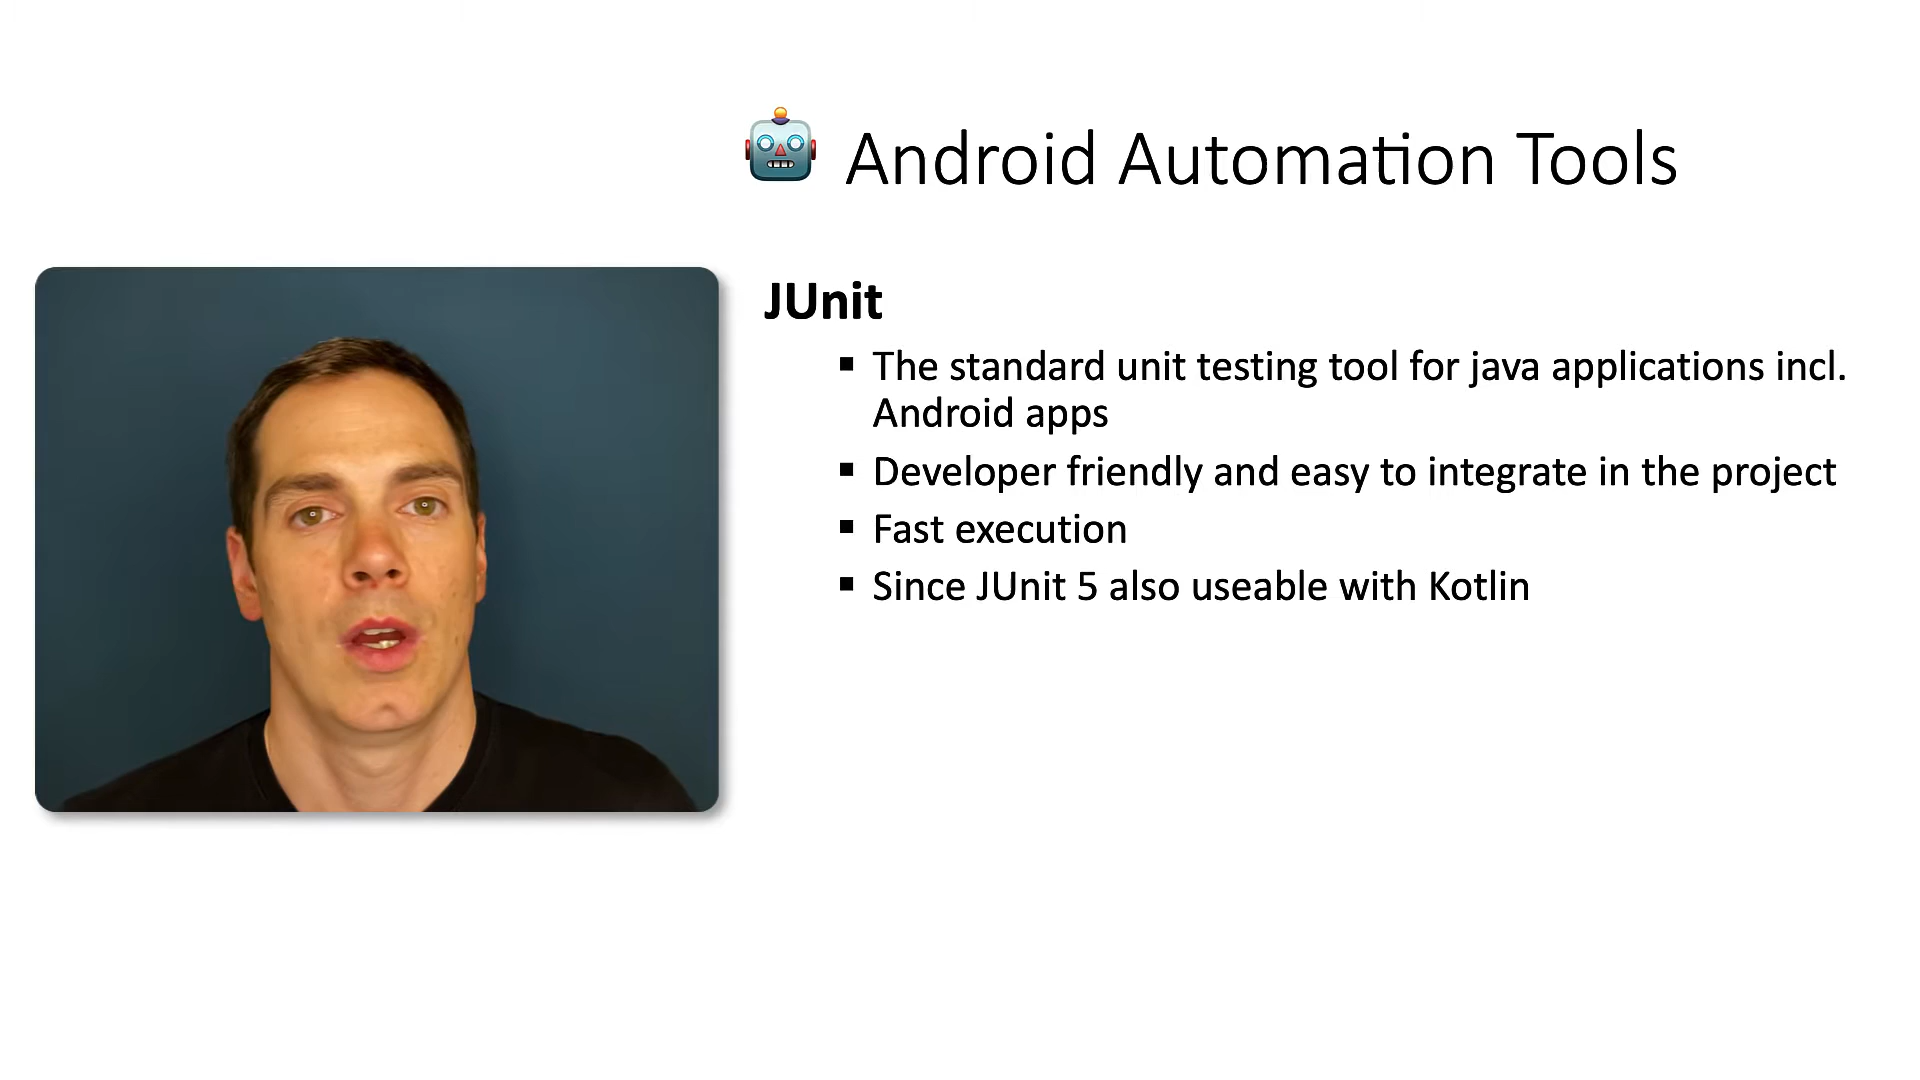 Android Automation Tools
JUnit
▪ The standard unit testing tool for java applications incl.
Android apps
▪ Developer friendly and easy to integrate in the project
▪ Fast execution
▪ Since JUnit 5 also useable with Kotlin